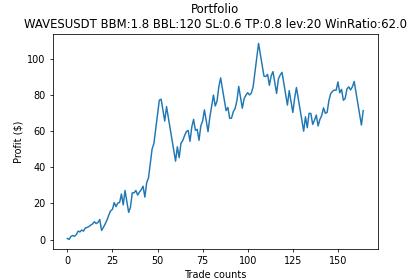 Portfolio
WAVESUSDT BBM:1.8 BBL:120 SL:0.6 TP:0.8 lev:20 WinRatio:62.0
Profit ($)
100
80
60
40
20
0
0 25 50 75 100 125 150
Trade counts